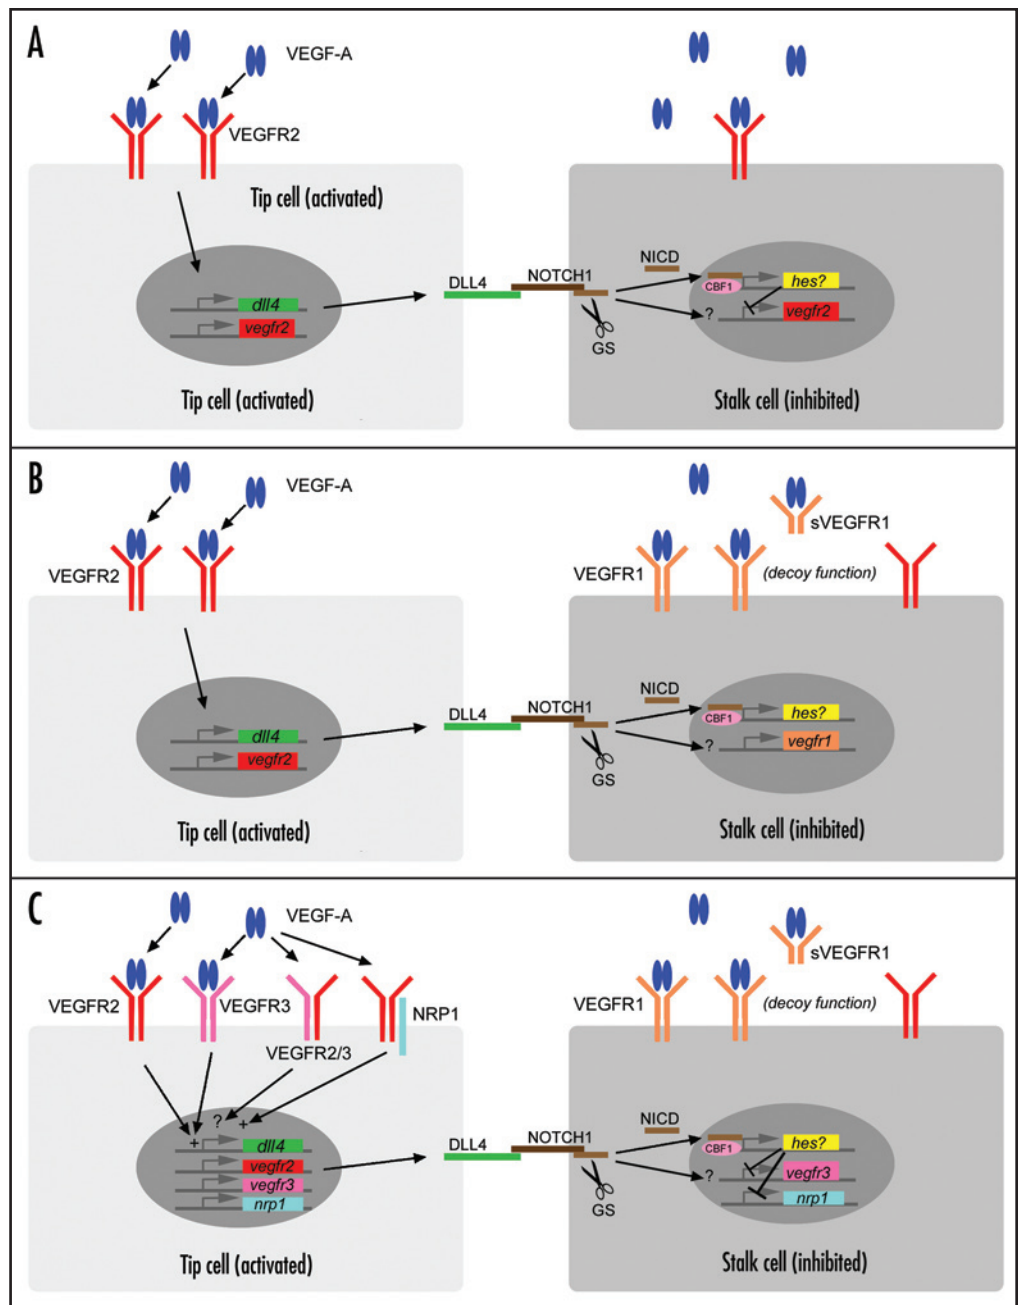 A
VEGF-A
VEGFR2
Tip cell (activated)
DLL4
NOTCH1
NICD
GS
dll4
vegfr2
CBF1
hes?
?
vegfr2
Tip cell (activated)
Stalk cell (inhibited)
B
VEGF-A
sVEGFR1
VEGFR2
VEGFR1
(decoy function)
DLL4
NOTCH1
NICD
GS
dll4
vegfr2
CBF1
hes?
?
vegfr1
Tip cell (activated)
Stalk cell (inhibited)
C
VEGF-A
sVEGFR1
VEGFR2
VEGFR3
NRP1
VEGFR1
(decoy function)
VEGFR2/3
?
+
+
DLL4
NOTCH1
NICD
GS
dll4
vegfr2
vegfr3
nrp1
CBF1
hes?
?
vegfr3
nrp1
Tip cell (activated)
Stalk cell (inhibited)